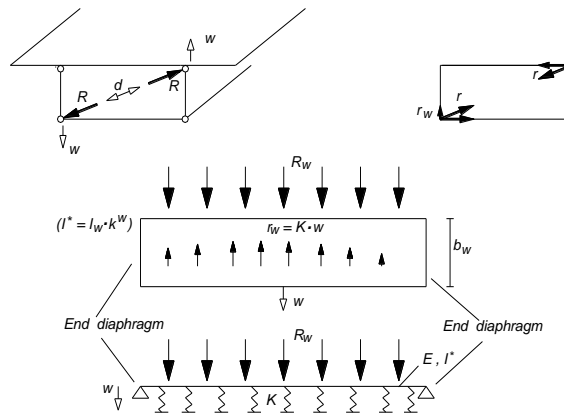 w
d
R
R
w
r
r
r_w
R_w
(I* = I_w·k^w)
r_w = K·w
b_w
w
End diaphragm
End diaphragm
R_w
E , I*
w
K